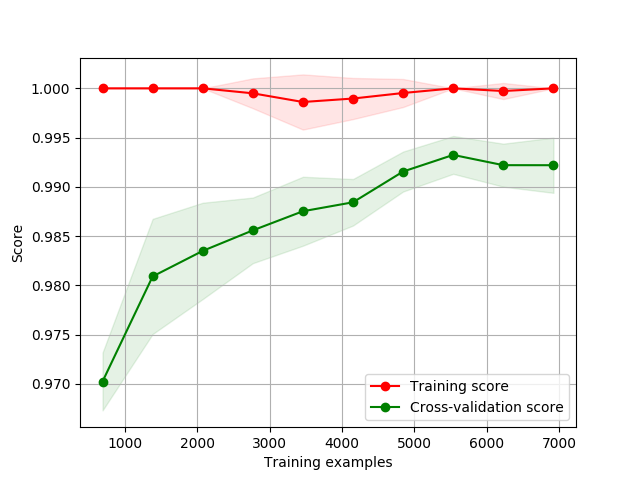 1.000
0.995
0.990
0.985
0.980
0.975
0.970
Score
1000 2000 3000 4000 5000 6000 7000
Training examples
Training score
Cross-validation score